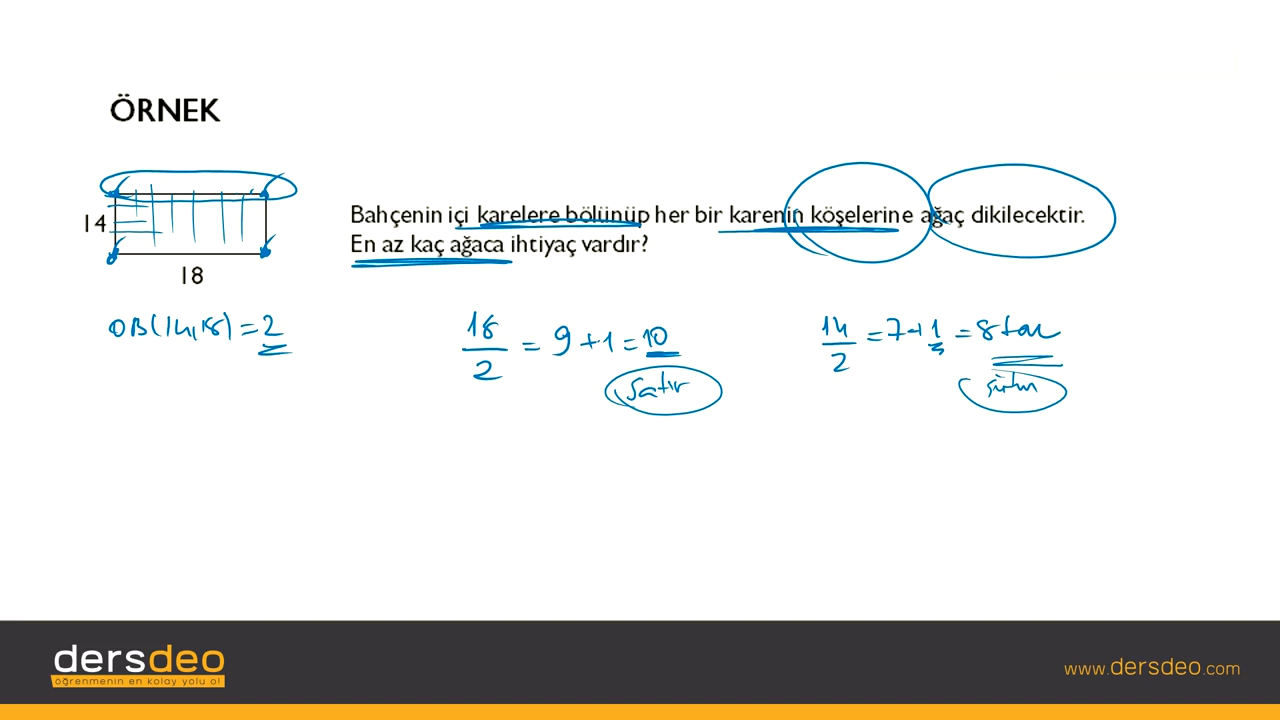 ÖRNEK
14
18
Bahçenin içi karelere bölünüp her bir karenin köşelerine ağaç dikilecektir.
En az kaç ağaca ihtiyaç vardır?
OB(14,18) = 2
18/2 = 9 + 1 = 10
satır
14/2 = 7 + 1 = 8 tane
sütun
dersdeo
öğrenmenin en kolay yolu o!
www.dersdeo.com